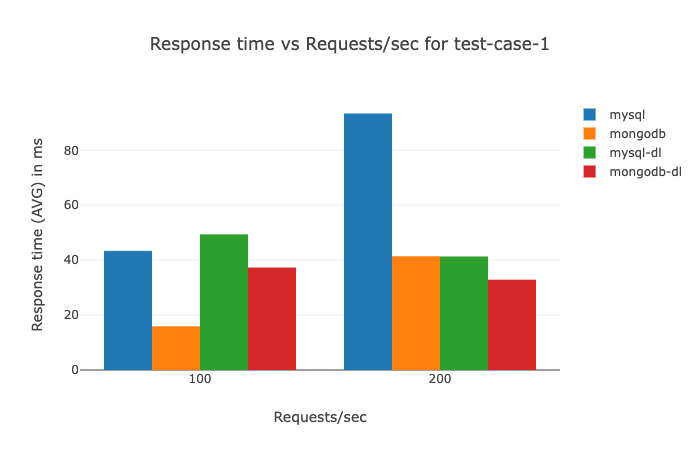 Response time vs Requests/sec for test-case-1
mysql
mongodb
mysql-dl
mongodb-dl
Response time (AVG) in ms
80
60
40
20
0
100
200
Requests/sec